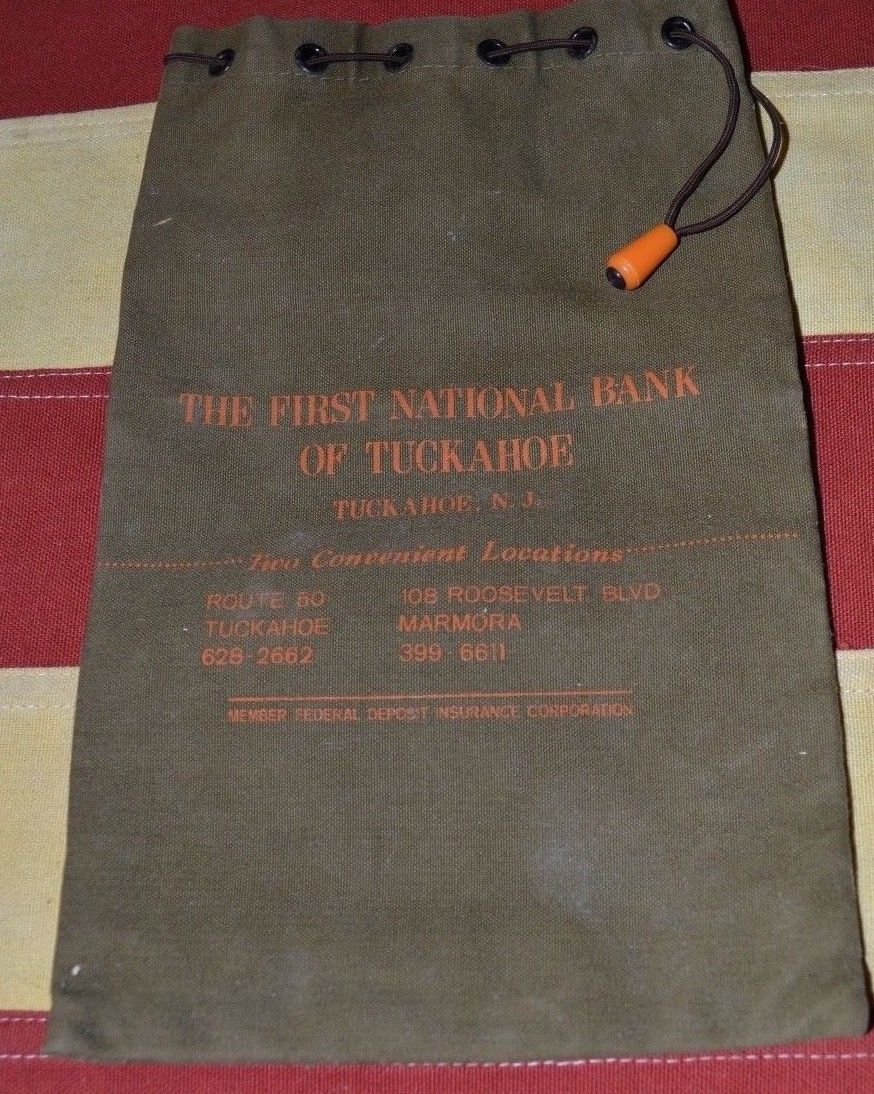 THE FIRST NATIONAL BANK
OF TUCKAHOE
TUCKAHOE, N. J.
Two Convenient Locations
ROUTE 50 108 ROOSEVELT BLVD
TUCKAHOE MARMORA
628-2662 399-6611
MEMBER FEDERAL DEPOSIT INSURANCE CORPORATION